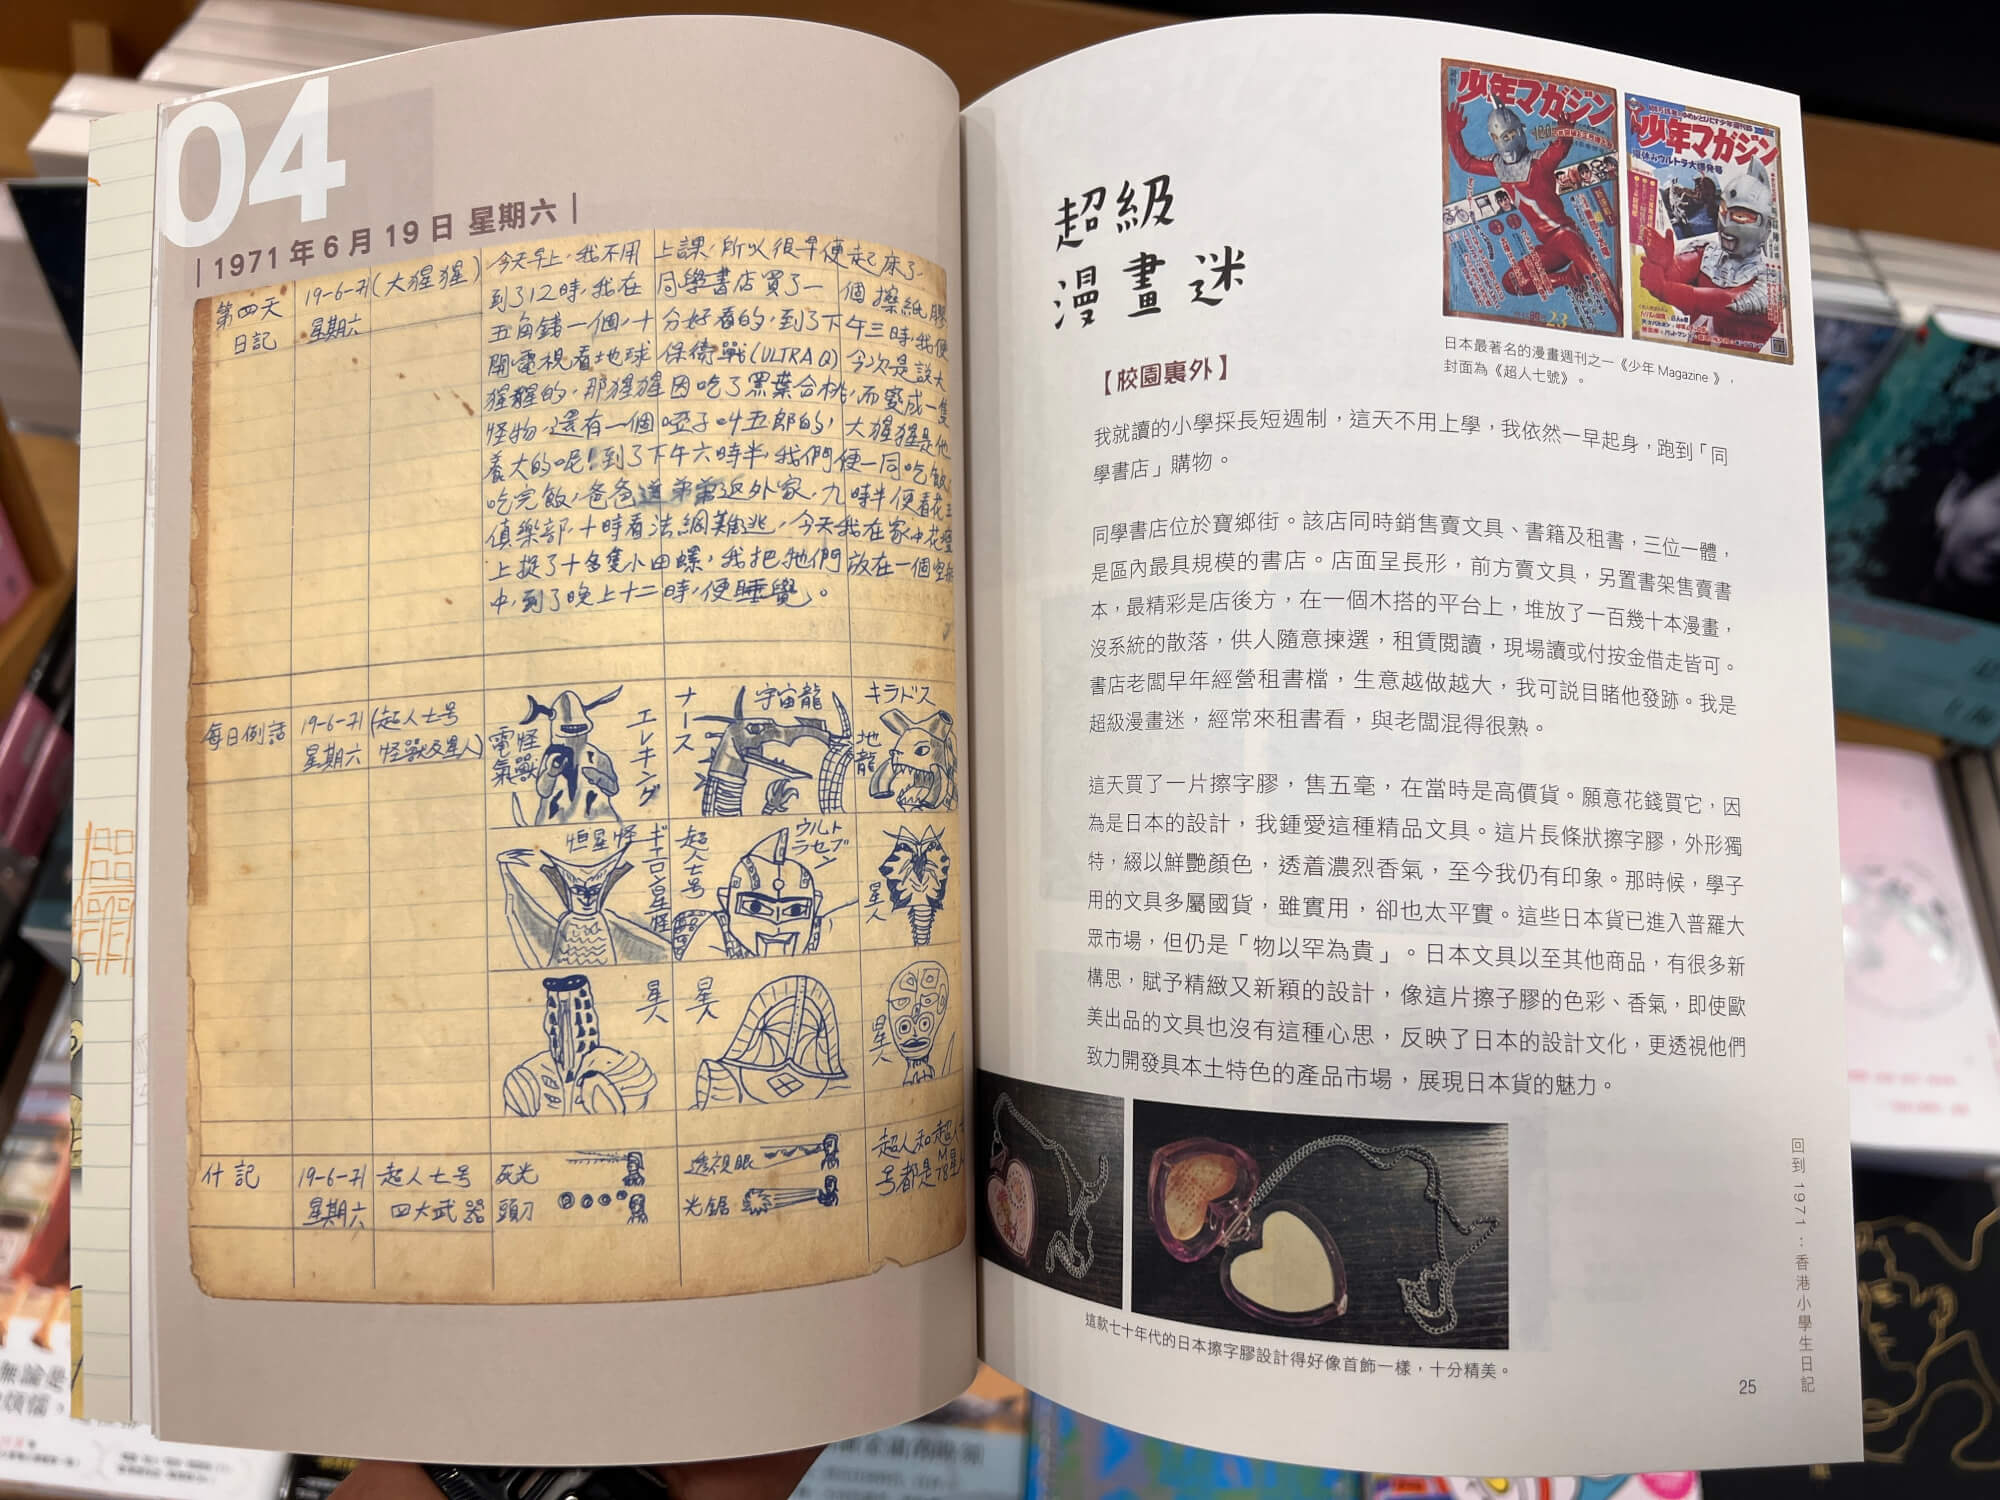 04
1971年6月19日 星期六
第四天
日記
19-6-71
星期六
(大猩猩)
今天早上,我不用上課,所以很早便起床了,
到了12時,我在同學書店買了一個擦紙膠
五角錢一個,十分好看的,到了下午三時我便
開電視看地球保衛戰(ULTRA Q)今次是説大
猩猩的,那猩猩因吃了黑葉合桃,而變成一隻
怪物,還有一個啞子叫五郎的,大猩猩是他
養大的呢!到了下午六時半,我們便一同吃飯,
吃完飯,爸爸送弟弟返外家,九時半便看花王
俱樂部,十時看法網難逃,今天我在家中花
上捉了十多隻小田螺,我把牠們放在一個
中,到了晚上十二時,便睡覺。
每日例話
19-6-71
星期六
(超人七号
怪獸及星人)
電氣
怪獸
エレキング
ナース
宇宙龍
キラドス
地龍
恒星怪
超人七号
ウルト
ラセブン
星人
星人
星人
星人
什記
19-6-71
星期六
超人七号
四大武器
死光
頭刀
透視眼
光鋸
超人和超人七
号都是M78星人
超級
漫畫迷
少年マガジン
少年マガジン
日本最著名的漫畫週刊之一《少年 Magazine 》,
封面為《超人七號》。
【校園裏外】
我就讀的小學採長短週制,這天不用上學,我依然一早起身,跑到「同
學書店」購物。
同學書店位於寶鄉街。該店同時銷售賣文具、書籍及租書,三位一體,
是區內最具規模的書店。店面呈長形,前方賣文具,另置書架售賣書
本,最精彩是店後方,在一個木搭的平台上,堆放了一百幾十本漫畫,
沒系統的散落,供人隨意揀選,租賃閱讀,現場讀或付按金借走皆可。
書店老闆早年經營租書檔,生意越做越大,我可說目睹他發跡。我是
超級漫畫迷,經常來租書看,與老闆混得很熟。
這天買了一片擦字膠,售五毫,在當時是高價貨。願意花錢買它,因
為是日本的設計,我鍾愛這種精品文具。這片長條狀擦字膠,外形獨
特,綴以鮮艷顏色,透着濃烈香氣,至今我仍有印象。那時候,學子
用的文具多屬國貨,雖實用,卻也太平實。這些日本貨已進入普羅大
眾市場,但仍是「物以罕為貴」。日本文具以至其他商品,有很多新
構思,賦予精緻又新穎的設計,像這片擦子膠的色彩、香氣,即使歐
美出品的文具也沒有這種心思,反映了日本的設計文化,更透視他們
致力開發具本土特色的產品市場,展現日本貨的魅力。
這款七十年代的日本擦字膠設計得好像首飾一樣,十分精美。
回到 1971:香港小學生日記
25
無論是